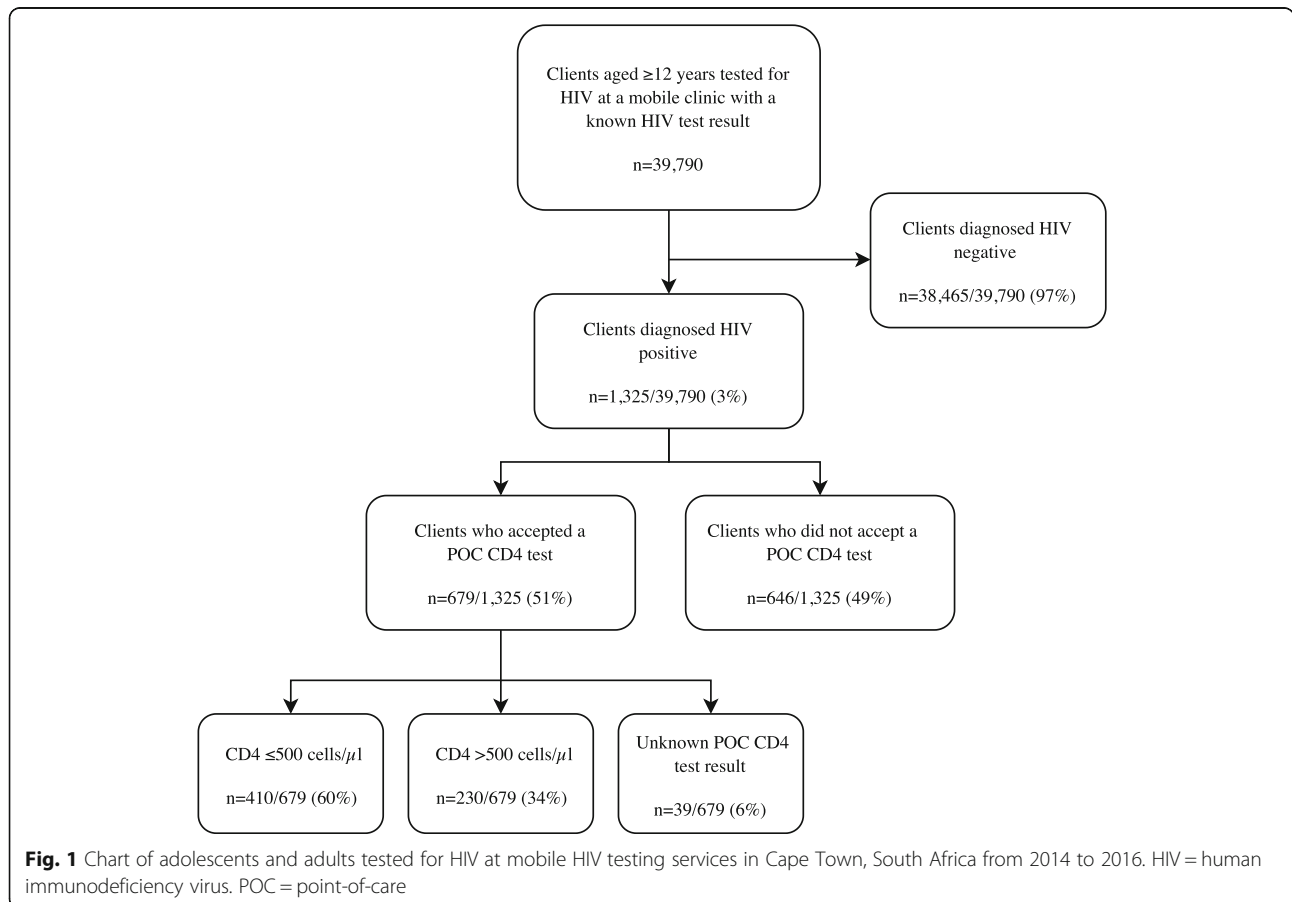 Clients aged ≥12 years tested for
HIV at a mobile clinic with a
known HIV test result
n=39,790
Clients diagnosed HIV
negative
n=38,465/39,790 (97%)
Clients diagnosed HIV
positive
n=1,325/39,790 (3%)
Clients who accepted a
POC CD4 test
n=679/1,325 (51%)
Clients who did not accept a
POC CD4 test
n=646/1,325 (49%)
CD4 ≤500 cells/µl
n=410/679 (60%)
CD4 >500 cells/µl
n=230/679 (34%)
Unknown POC CD4
test result
n=39/679 (6%)
Fig. 1 Chart of adolescents and adults tested for HIV at mobile HIV testing services in Cape Town, South Africa from 2014 to 2016. HIV = human
immunodeficiency virus. POC = point-of-care